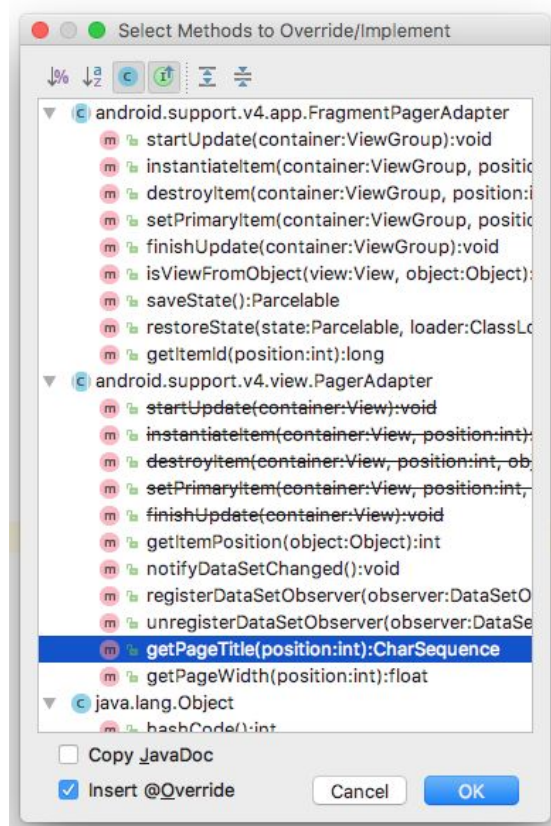 Select Methods to Override/Implement
android.support.v4.app.FragmentPagerAdapter
startUpdate(container:ViewGroup):void
instantiateItem(container:ViewGroup, positio
destroyItem(container:ViewGroup, position:i
setPrimaryItem(container:ViewGroup, positio
finishUpdate(container:ViewGroup):void
isViewFromObject(view:View, object:Object):
saveState():Parcelable
restoreState(state:Parcelable, loader:ClassLo
getItemId(position:int):long
android.support.v4.view.PagerAdapter
startUpdate(container:View):void
instantiateItem(container:View, position:int):
destroyItem(container:View, position:int, obj
setPrimaryItem(container:View, position:int,
finishUpdate(container:View):void
getItemPosition(object:Object):int
notifyDataSetChanged():void
registerDataSetObserver(observer:DataSetO
unregisterDataSetObserver(observer:DataSe
getPageTitle(position:int):CharSequence
getPageWidth(position:int):float
java.lang.Object
hashCode():int
Copy JavaDoc
Insert @Override
Cancel
OK